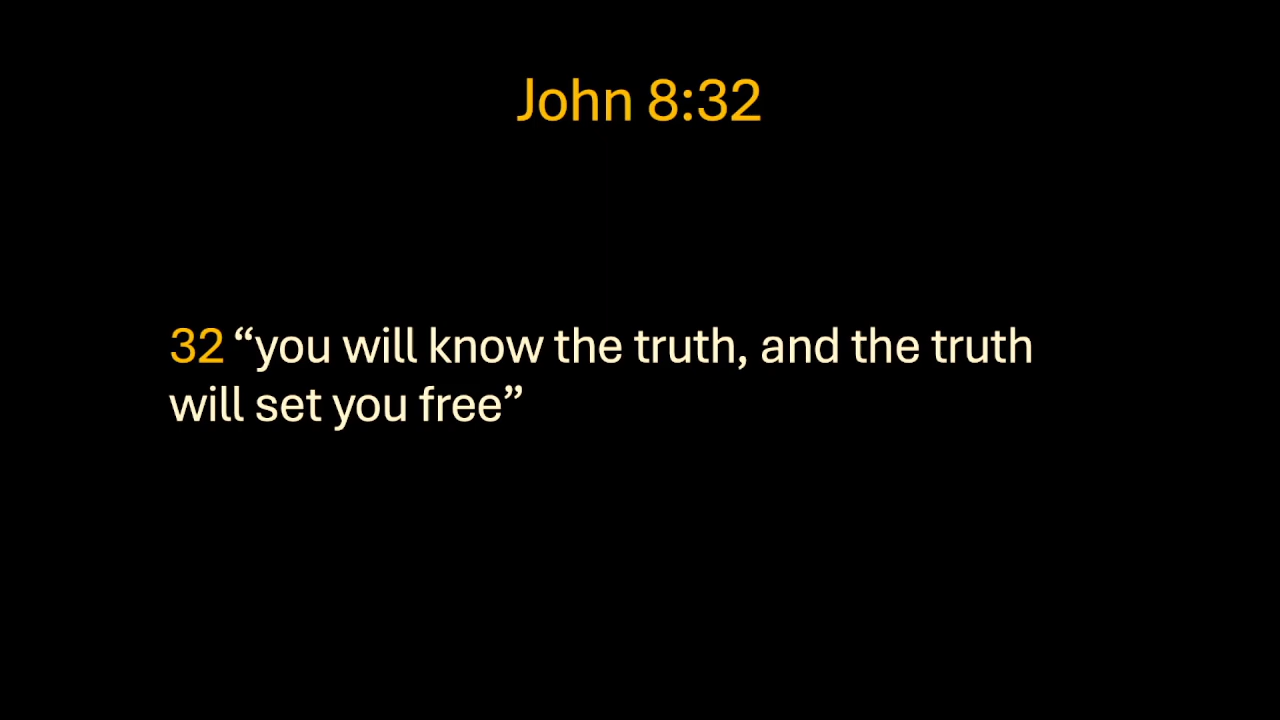 John 8:32
32 “you will know the truth, and the truth
will set you free”